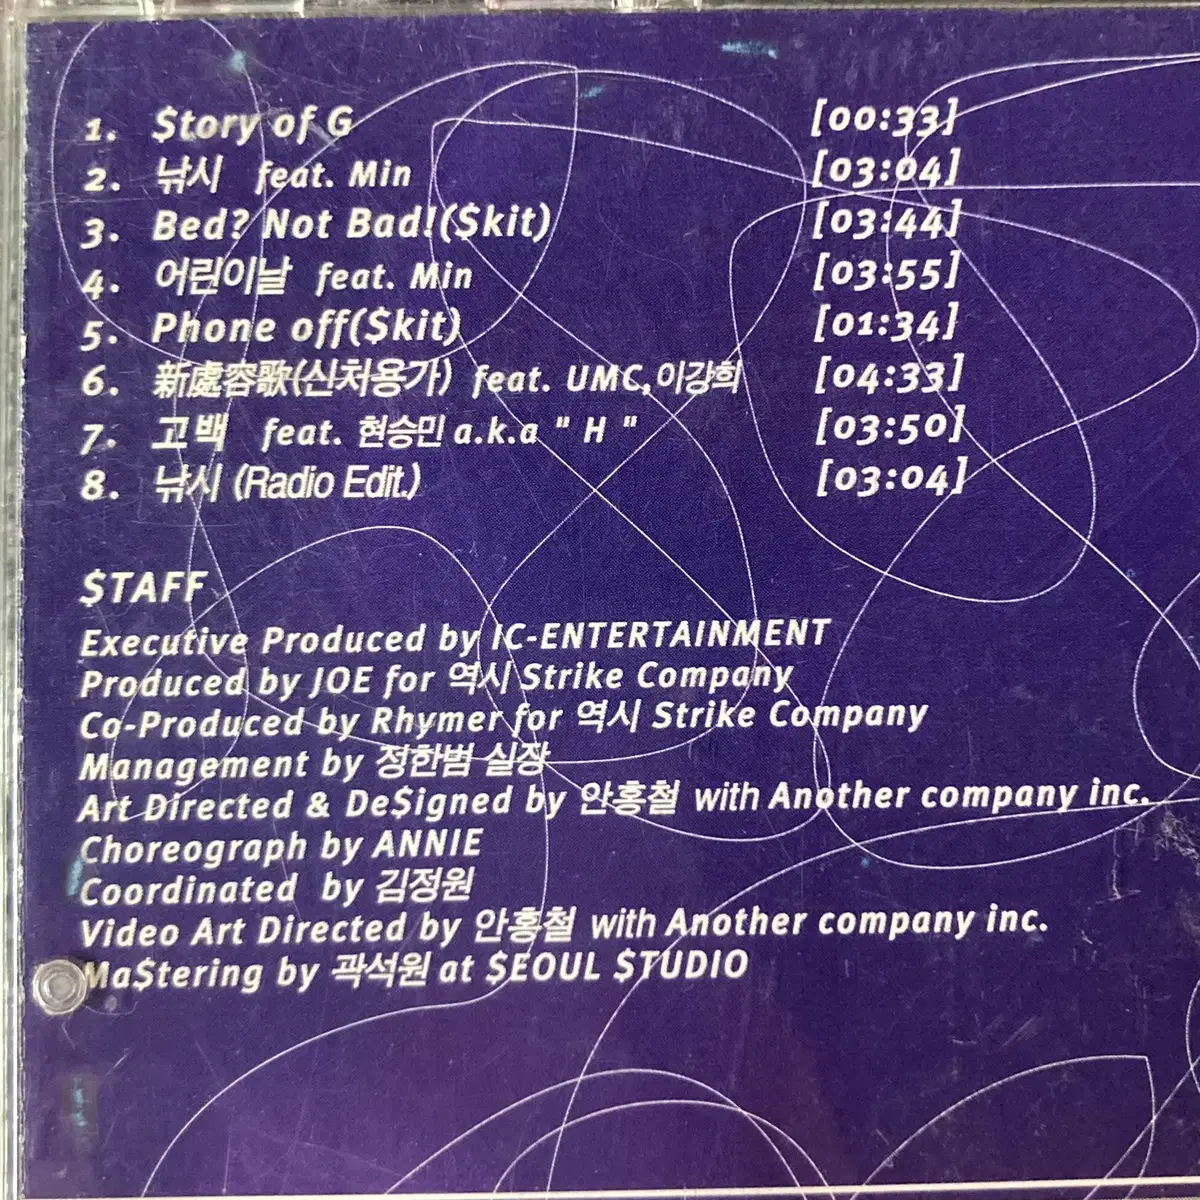 1. $tory of G [00:33]
2. 낚시 feat. Min [03:04]
3. Bed? Not Bad!($kit) [03:44]
4. 어린이날 feat. Min [03:55]
5. Phone off($kit) [01:34]
6. 新處容歌(신처용가) feat. UMC,이강희 [04:33]
7. 고백 feat. 현승민 a.k.a " H " [03:50]
8. 낚시 (Radio Edit.) [03:04]
$TAFF
Executive Produced by IC-ENTERTAINMENT
Produced by JOE for 역시 Strike Company
Co-Produced by Rhymer for 역시 Strike Company
Management by 정한범 실장
Art Directed & De$igned by 안홍철 with Another company inc.
Choreograph by ANNIE
Coordinated by 김정원
Video Art Directed by 안홍철 with Another company inc.
Ma$tering by 곽석원 at $EOUL $TUDIO